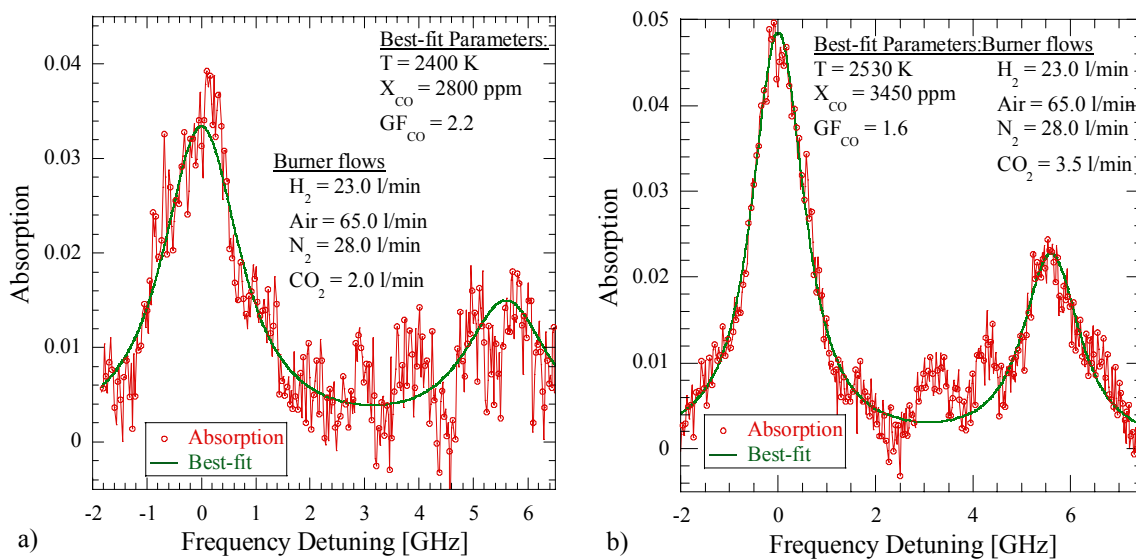 Best-fit Parameters:
T = 2400 K
X_CO = 2800 ppm
GF_CO = 2.2
Burner flows
H_2 = 23.0 l/min
Air = 65.0 l/min
N_2 = 28.0 l/min
CO_2 = 2.0 l/min
0.04
0.03
0.02
0.01
0
Absorption
Absorption
Best-fit
-2 -1 0 1 2 3 4 5 6
Frequency Detuning [GHz]
a)
Best-fit Parameters:
T = 2530 K
X_CO = 3450 ppm
GF_CO = 1.6
Burner flows
H_2 = 23.0 l/min
Air = 65.0 l/min
N_2 = 28.0 l/min
CO_2 = 3.5 l/min
0.05
0.04
0.03
0.02
0.01
0
Absorption
Absorption
Best-fit
-2 0 2 4 6
Frequency Detuning [GHz]
b)